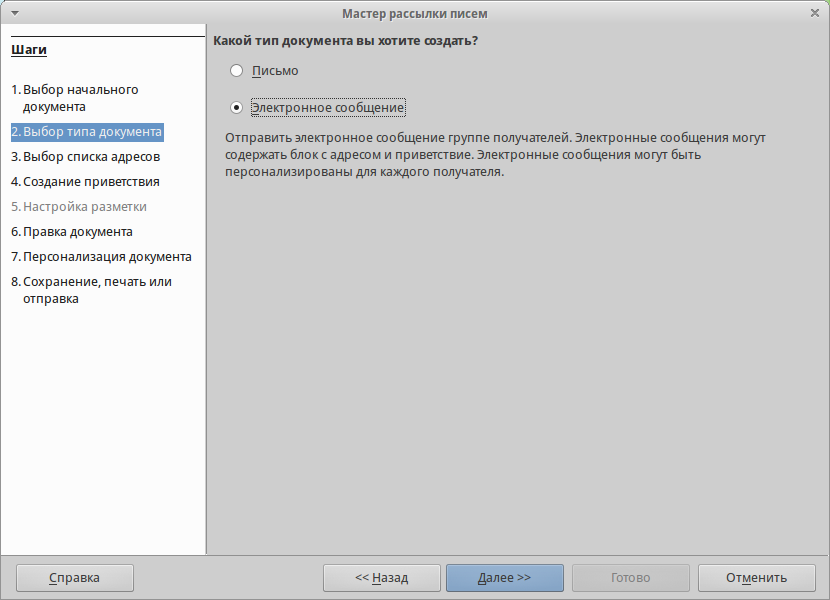 Мастер рассылки писем
Шаги
1. Выбор начального
документа
2. Выбор типа документа
3. Выбор списка адресов
4. Создание приветствия
5. Настройка разметки
6. Правка документа
7. Персонализация документа
8. Сохранение, печать или
отправка
Какой тип документа вы хотите создать?
Письмо
Электронное сообщение
Отправить электронное сообщение группе получателей. Электронные сообщения могут
содержать блок с адресом и приветствие. Электронные сообщения могут быть
персонализированы для каждого получателя.
Справка
<< Назад
Далее >>
Готово
Отменить